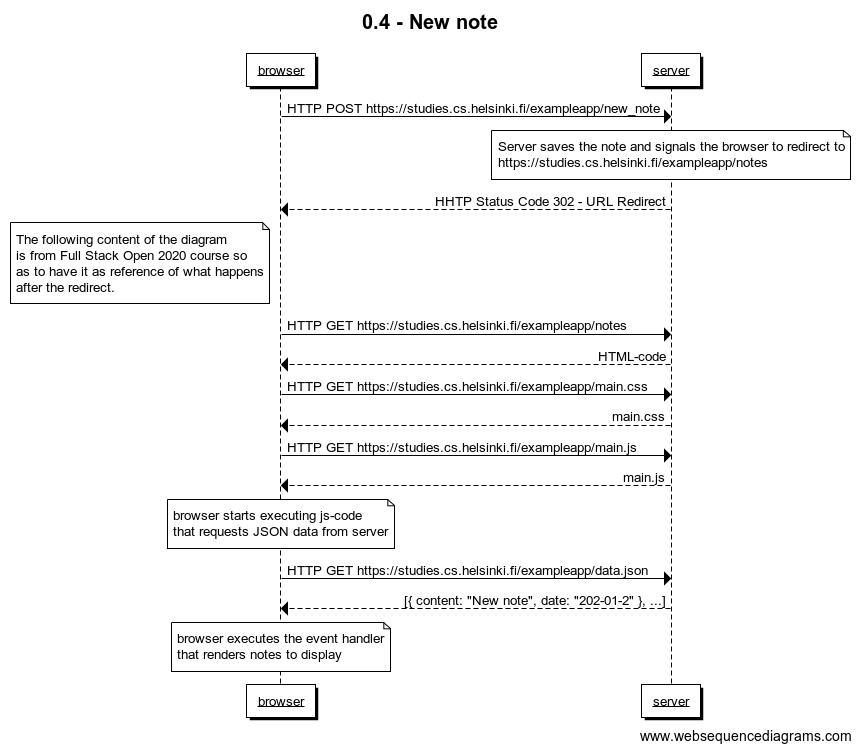 0.4 - New note
browser
server
HTTP POST https://studies.cs.helsinki.fi/exampleapp/new_note
Server saves the note and signals the browser to redirect to
https://studies.cs.helsinki.fi/exampleapp/notes
HHTP Status Code 302 - URL Redirect
The following content of the diagram
is from Full Stack Open 2020 course so
as to have it as reference of what happens
after the redirect.
HTTP GET https://studies.cs.helsinki.fi/exampleapp/notes
HTML-code
HTTP GET https://studies.cs.helsinki.fi/exampleapp/main.css
main.css
HTTP GET https://studies.cs.helsinki.fi/exampleapp/main.js
main.js
browser starts executing js-code
that requests JSON data from server
HTTP GET https://studies.cs.helsinki.fi/exampleapp/data.json
[{ content: "New note", date: "202-01-2" }, ...]
browser executes the event handler
that renders notes to display
browser
server
www.websequencediagrams.com